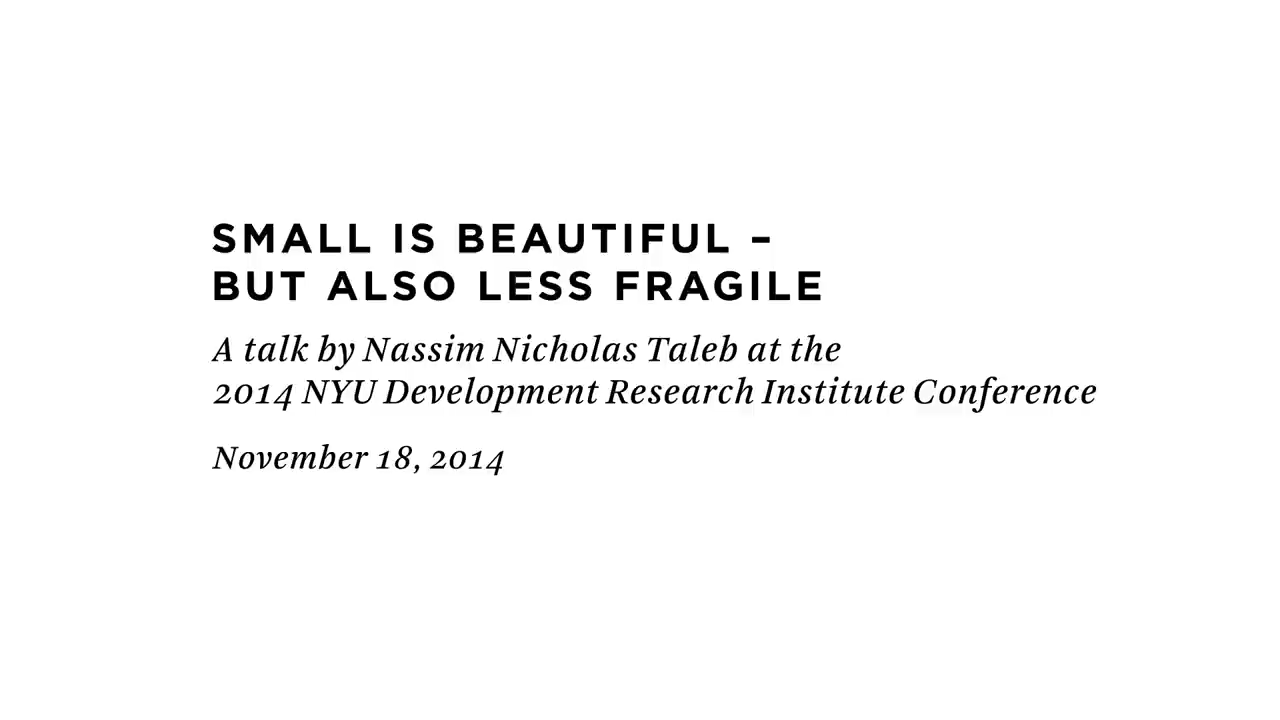 SMALL IS BEAUTIFUL –
BUT ALSO LESS FRAGILE
A talk by Nassim Nicholas Taleb at the
2014 NYU Development Research Institute Conference
November 18, 2014